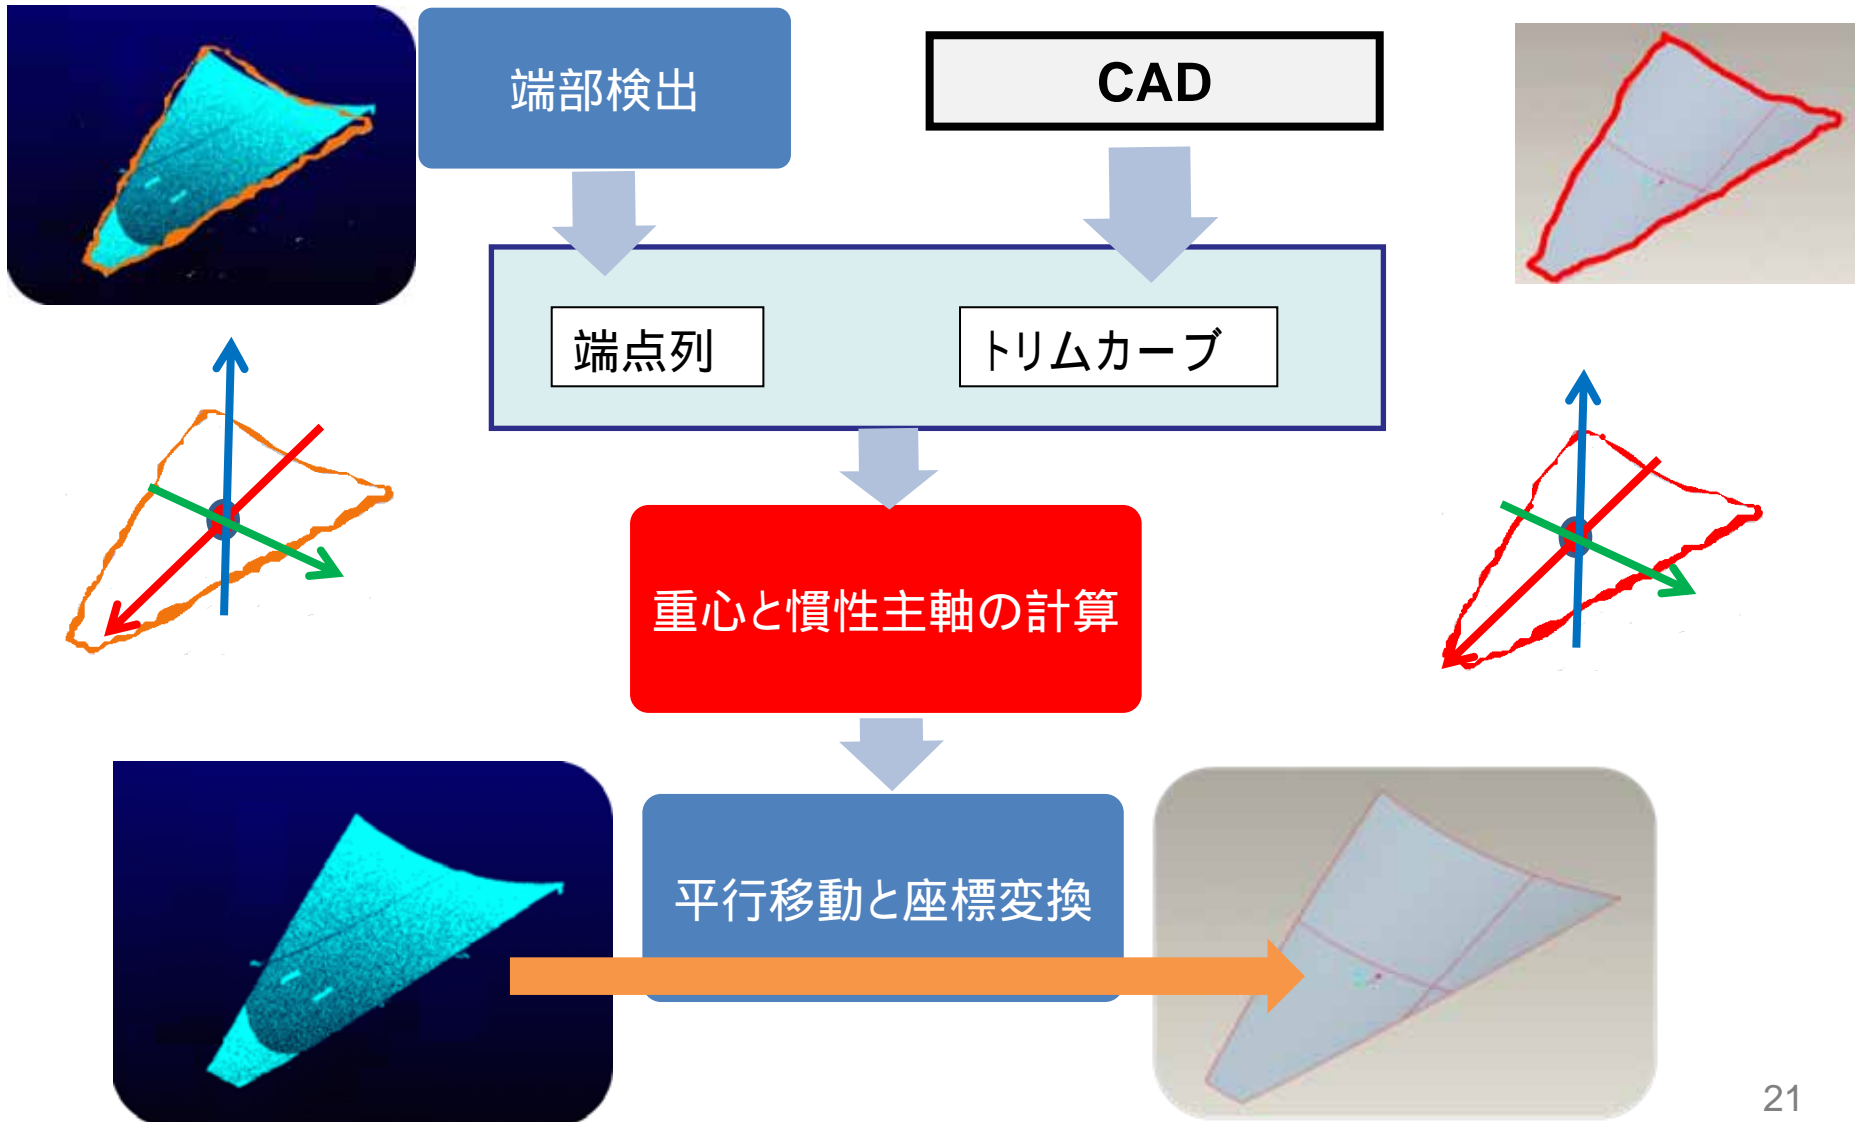 端部検出
CAD
端点列
トリムカーブ
重心と慣性主軸の計算
平行移動と座標変換
21